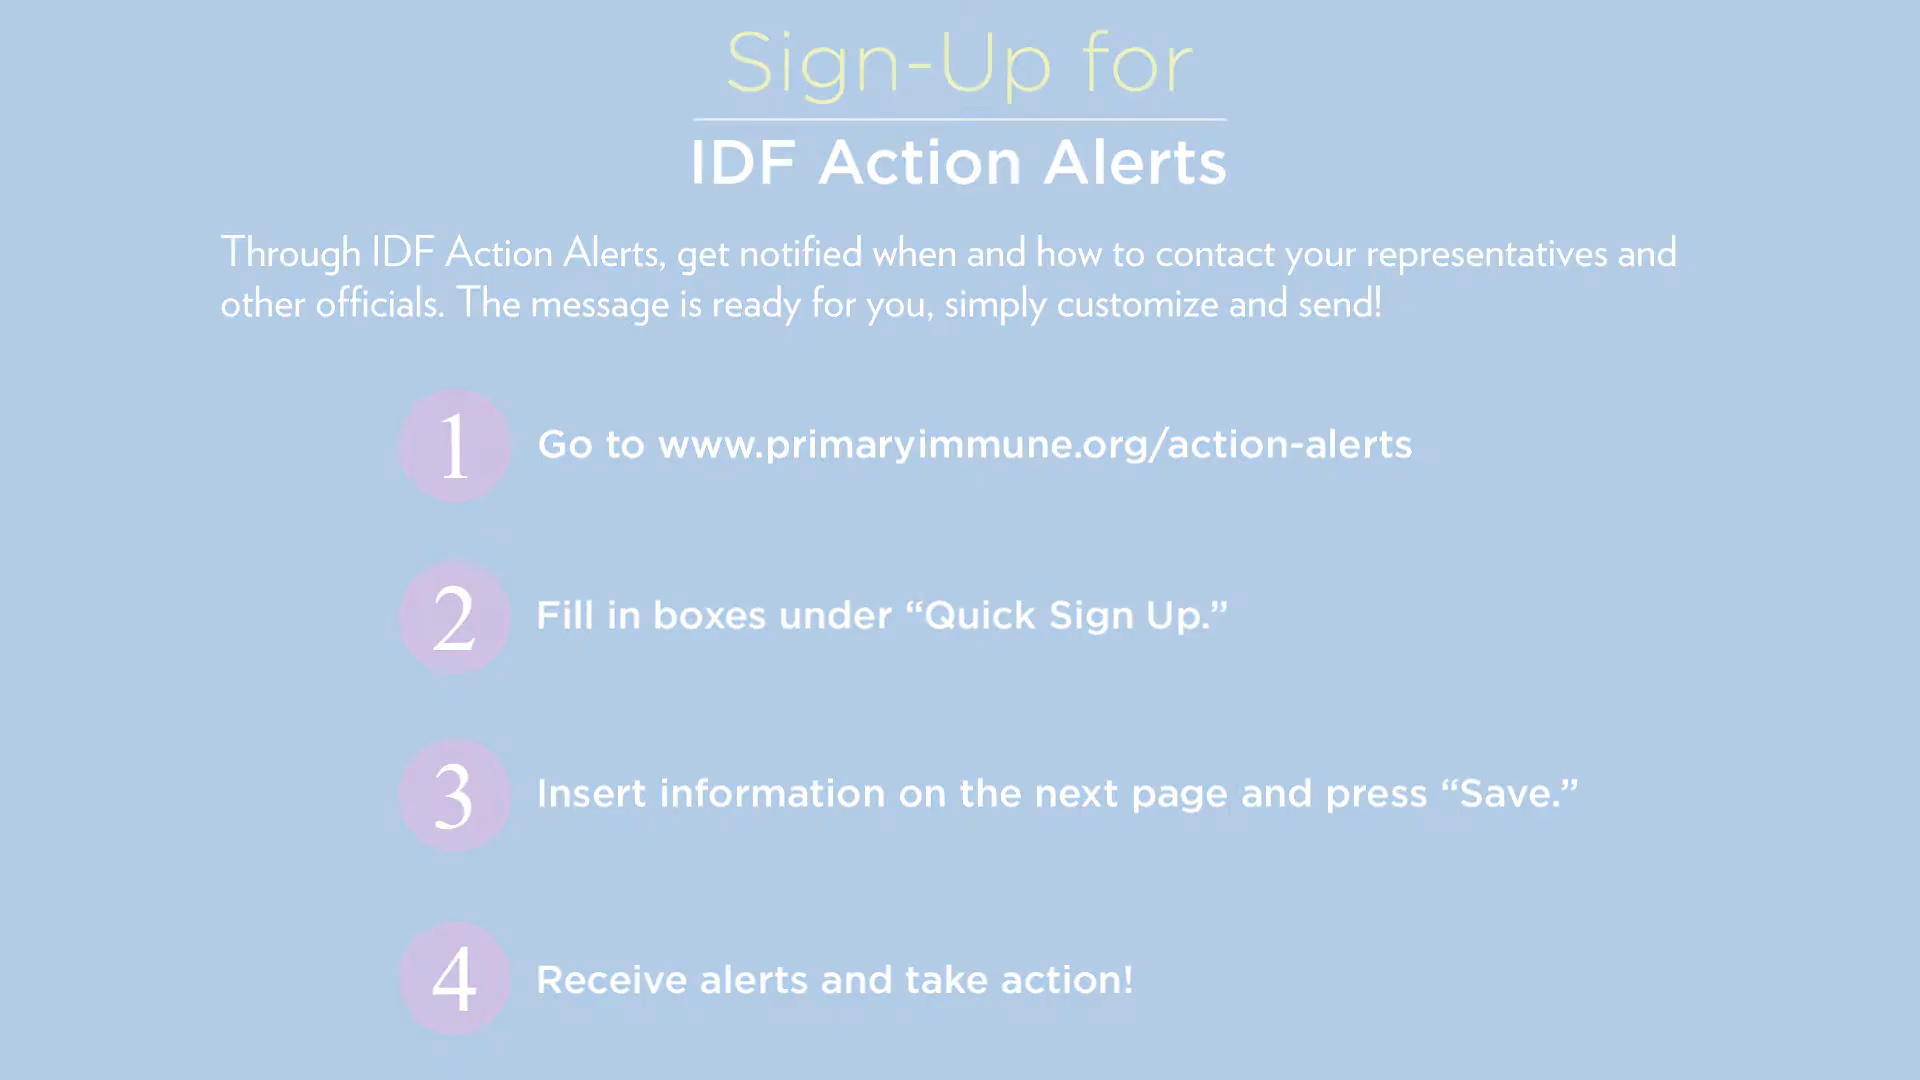 Sign-Up for
IDF Action Alerts
Through IDF Action Alerts, get notified when and how to contact your representatives and
other officials. The message is ready for you, simply customize and send!
1 Go to www.primaryimmune.org/action-alerts
2 Fill in boxes under “Quick Sign Up.”
3 Insert information on the next page and press “Save.”
4 Receive alerts and take action!